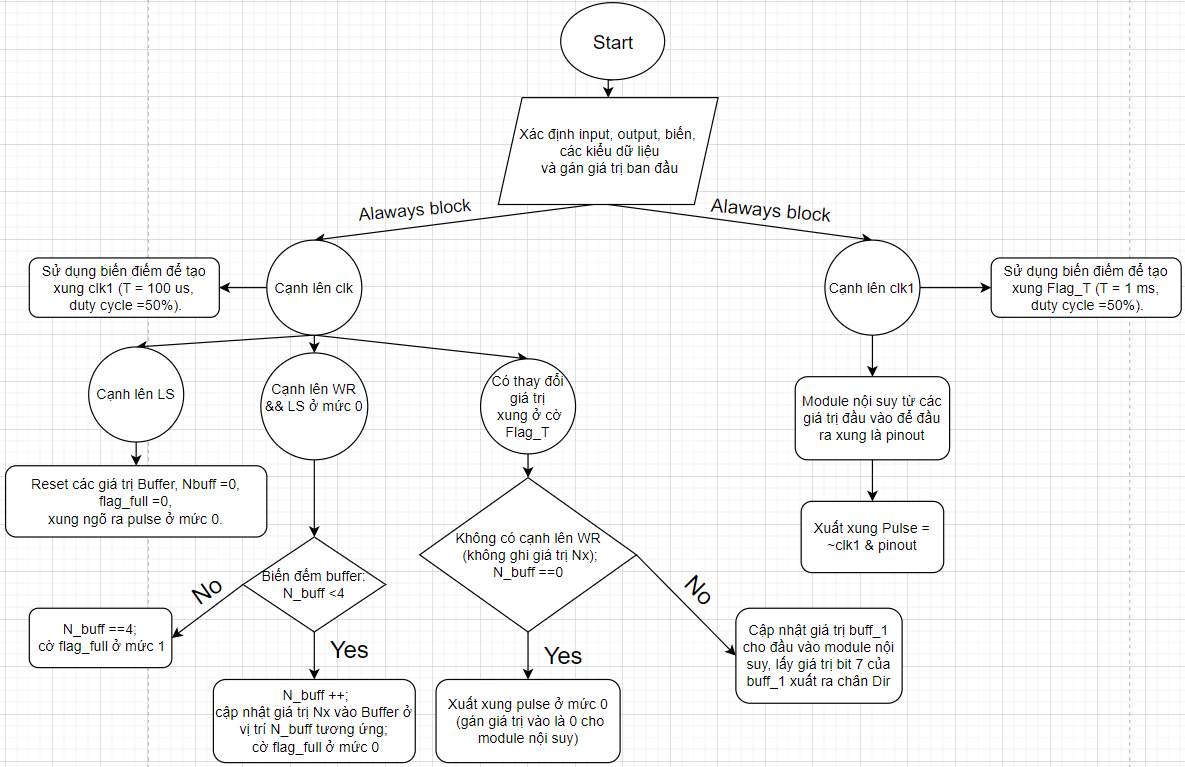 Start
Xác định input, output, biến,
các kiểu dữ liệu
và gán giá trị ban đầu
Alaways block
Alaways block
Sử dụng biến điếm để tạo
xung clk1 (T = 100 us,
duty cycle =50%).
Cạnh lên clk
Cạnh lên clk1
Sử dụng biến điếm để tạo
xung Flag_T (T = 1 ms,
duty cycle =50%).
Cạnh lên LS
Cạnh lên WR
&& LS ở mức 0
Có thay đổi
giá trị
xung ở cờ
Flag_T
Module nội suy từ các
giá trị đầu vào để đầu
ra xung là pinout
Reset các giá trị Buffer, Nbuff =0,
flag_full =0,
xung ngõ ra pulse ở mức 0.
Không có cạnh lên WR
(không ghi giá trị Nx);
N_buff ==0
Xuất xung Pulse =
~clk1 & pinout
Biến đếm buffer:
N_buff <4
No
No
N_buff ==4;
cờ flag_full ở mức 1
Yes
Yes
Cập nhật giá trị buff_1
cho đầu vào module nội
suy, lấy giá trị bit 7 của
buff_1 xuất ra chân Dir
N_buff ++;
cập nhật giá trị Nx vào Buffer ở
vị trí N_buff tương ứng;
cờ flag_full ở mức 0
Xuất xung pulse ở mức 0
(gán giá trị vào là 0 cho
module nội suy)